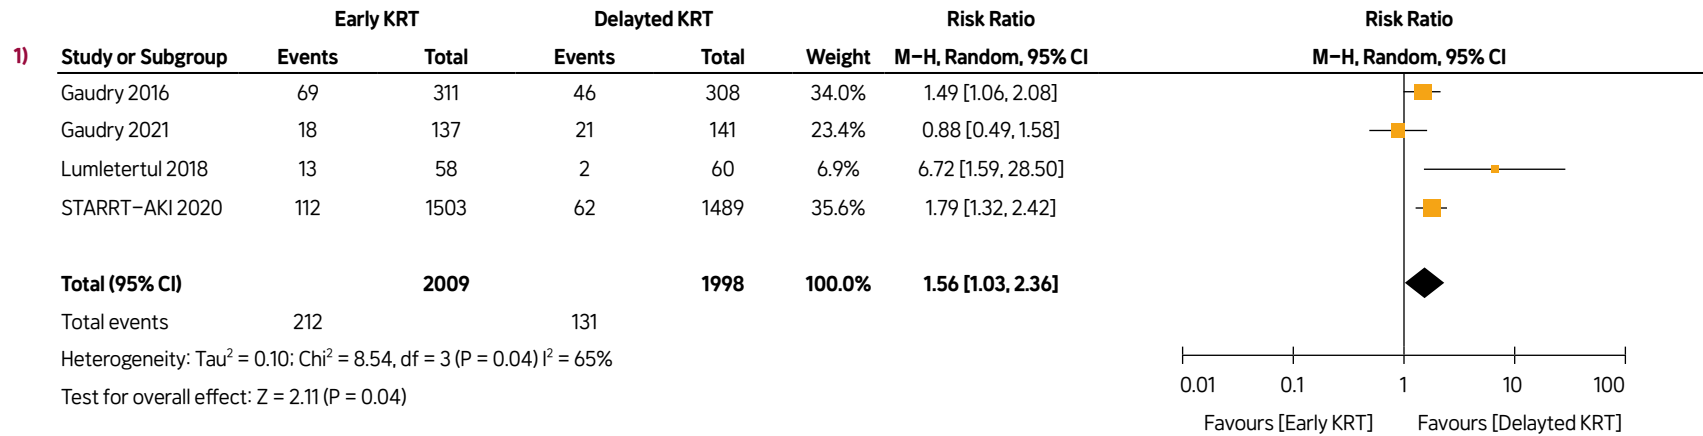 Early KRT Delayted KRT Risk Ratio Risk Ratio
1) Study or Subgroup Events Total Events Total Weight M–H, Random, 95% CI M–H, Random, 95% CI
Gaudry 2016 69 311 46 308 34.0% 1.49 [1.06, 2.08]
Gaudry 2021 18 137 21 141 23.4% 0.88 [0.49, 1.58]
Lumletertul 2018 13 58 2 60 6.9% 6.72 [1.59, 28.50]
STARRT–AKI 2020 112 1503 62 1489 35.6% 1.79 [1.32, 2.42]
Total (95% CI) 2009 1998 100.0% 1.56 [1.03, 2.36]
Total events 212 131
Heterogeneity: Tau² = 0.10; Chi² = 8.54, df = 3 (P = 0.04) I² = 65%
Test for overall effect: Z = 2.11 (P = 0.04)
0.01 0.1 1 10 100
Favours [Early KRT] Favours [Delayted KRT]